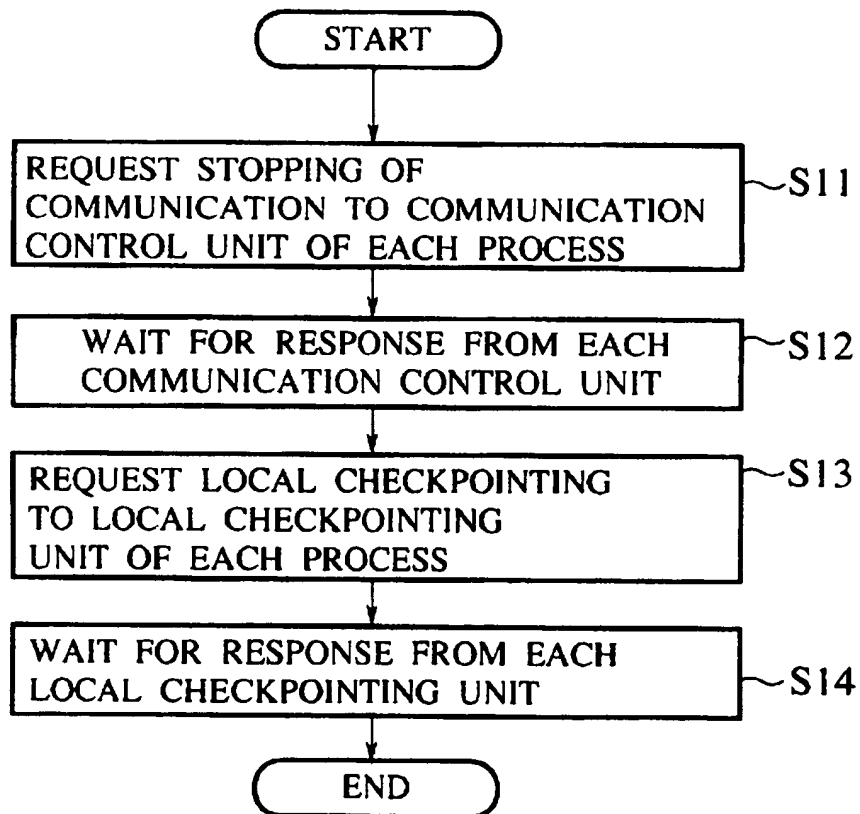 START
REQUEST STOPPING OF
COMMUNICATION TO COMMUNICATION
CONTROL UNIT OF EACH PROCESS
S11
WAIT FOR RESPONSE FROM EACH
COMMUNICATION CONTROL UNIT
S12
REQUEST LOCAL CHECKPOINTING
TO LOCAL CHECKPOINTING
UNIT OF EACH PROCESS
S13
WAIT FOR RESPONSE FROM EACH
LOCAL CHECKPOINTING UNIT
S14
END